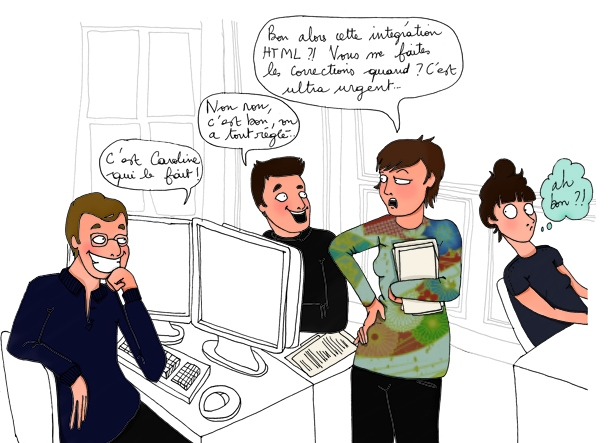 Bon alors cette intégration
HTML ?! Vous me faites
les corrections quand ? C'est
ultra urgent...
Non non,
c'est bon, on
a tout réglé...
C'est Caroline
qui le fait !
ah
bon ?!